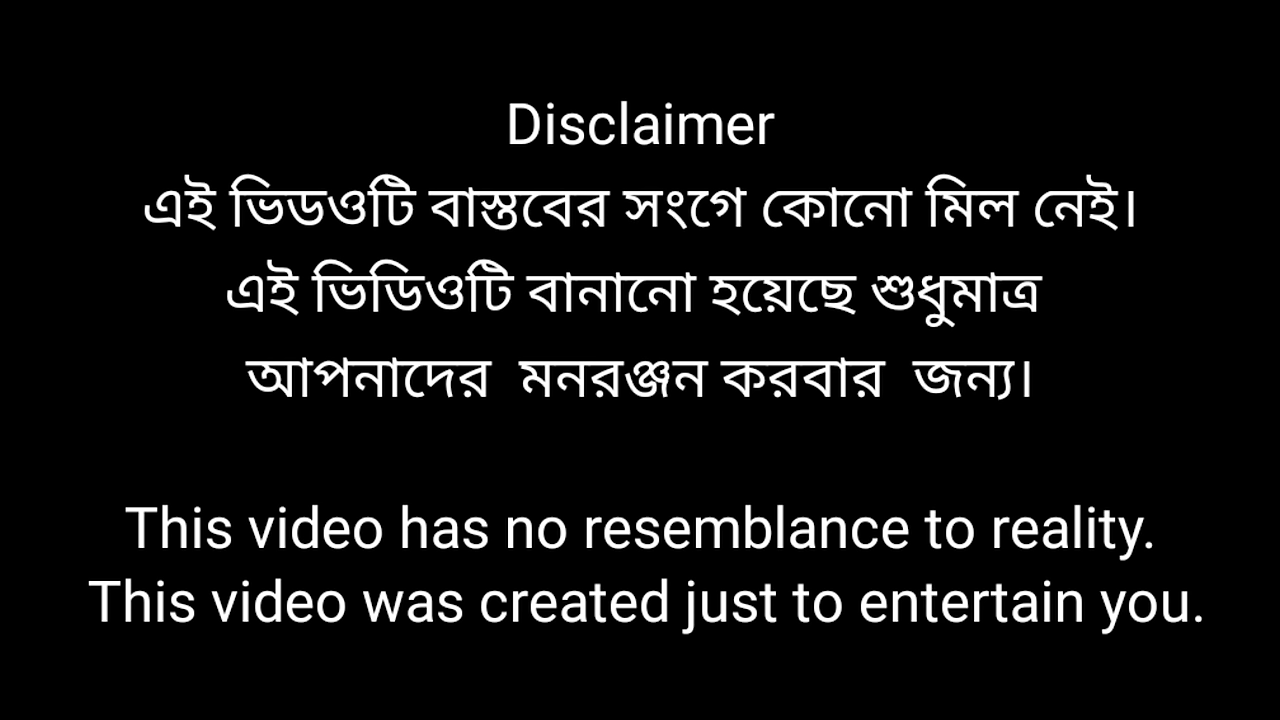 Disclaimer
এই ভিডওটি বাস্তবের সংগে কোনো মিল নেই।
এই ভিডিওটি বানানো হয়েছে শুধুমাত্র
আপনাদের মনরঞ্জন করবার জন্য।
This video has no resemblance to reality.
This video was created just to entertain you.